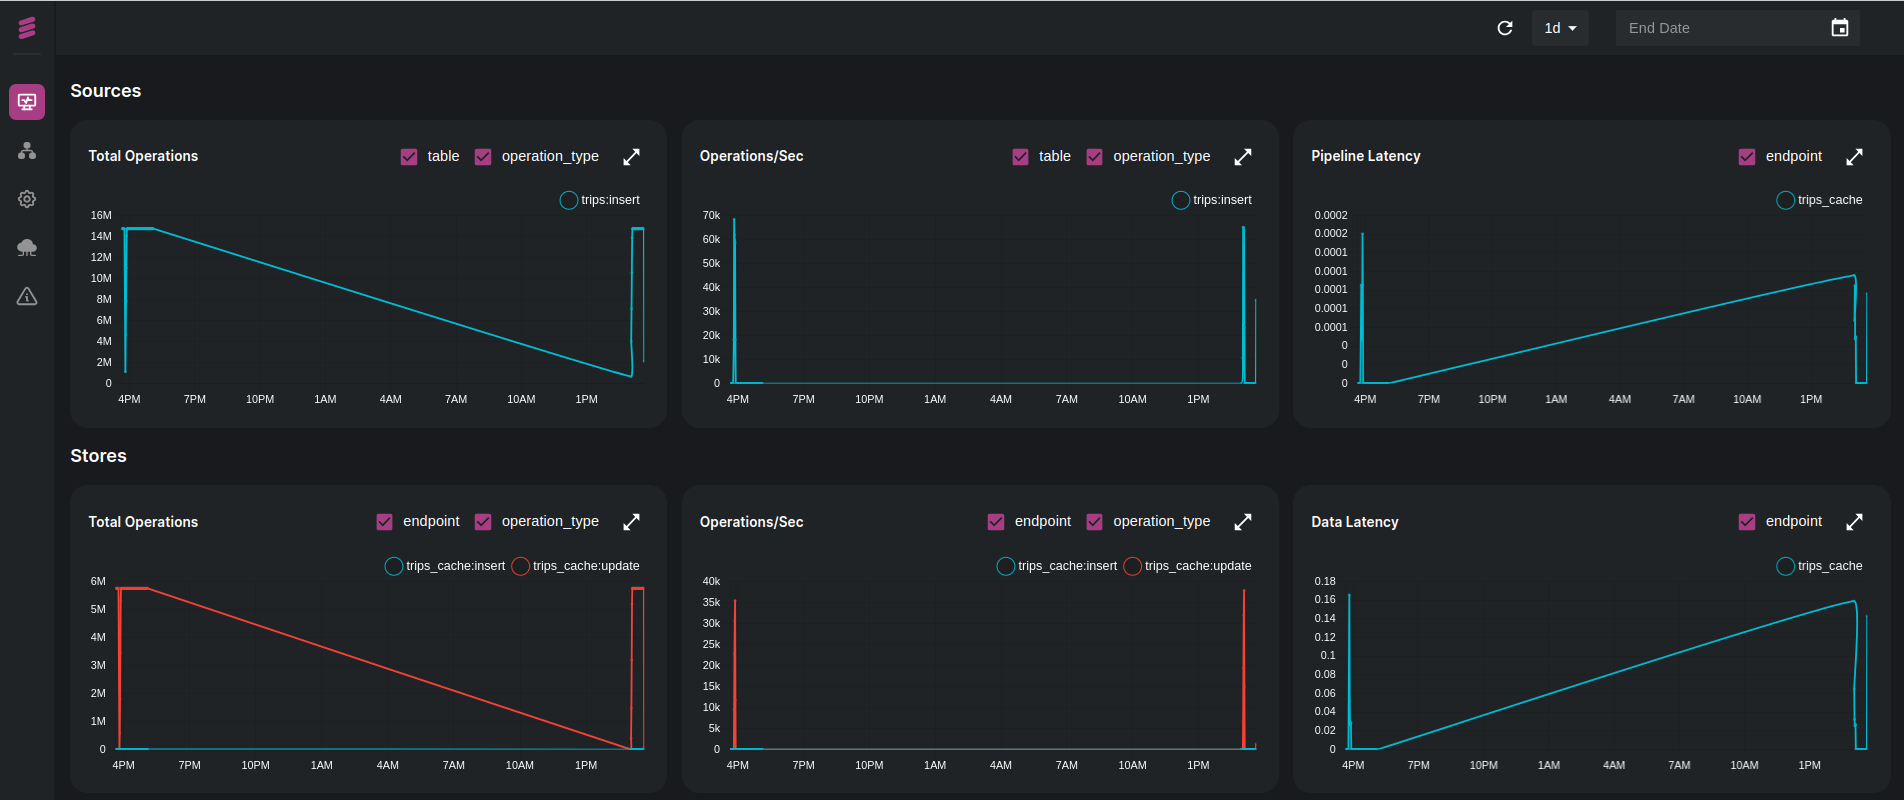 1d
End Date
Sources
Total Operations
table
operation_type
trips:insert
16M
14M
12M
10M
8M
6M
4M
2M
0
4PM 7PM 10PM 1AM 4AM 7AM 10AM 1PM
Operations/Sec
table
operation_type
trips:insert
70k
60k
50k
40k
30k
20k
10k
0
4PM 7PM 10PM 1AM 4AM 7AM 10AM 1PM
Pipeline Latency
endpoint
trips_cache
0.0002
0.0002
0.0001
0.0001
0.0001
0.0001
0.0001
0
0
0
4PM 7PM 10PM 1AM 4AM 7AM 10AM 1PM
Stores
Total Operations
endpoint
operation_type
trips_cache:insert trips_cache:update
6M
5M
4M
3M
2M
1M
0
4PM 7PM 10PM 1AM 4AM 7AM 10AM 1PM
Operations/Sec
endpoint
operation_type
trips_cache:insert trips_cache:update
40k
35k
30k
25k
20k
15k
10k
5k
0
4PM 7PM 10PM 1AM 4AM 7AM 10AM 1PM
Data Latency
endpoint
trips_cache
0.18
0.16
0.14
0.12
0.1
0.08
0.06
0.04
0.02
0
4PM 7PM 10PM 1AM 4AM 7AM 10AM 1PM